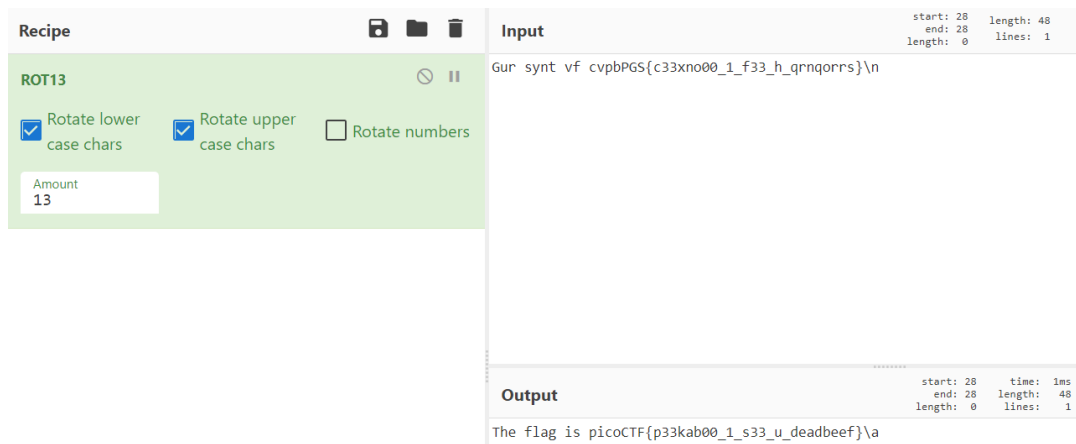 Recipe
ROT13
Rotate lower case chars
Rotate upper case chars
Rotate numbers
Amount
13
Input
start: 28
end: 28
length: 0
length: 48
lines: 1
Gur synt vf cvpbPGS{c33xno00_1_f33_h_qrnqorrs}\n
Output
start: 28
end: 28
length: 0
time: 1ms
length: 48
lines: 1
The flag is picoCTF{p33kab00_1_s33_u_deadbeef}\a